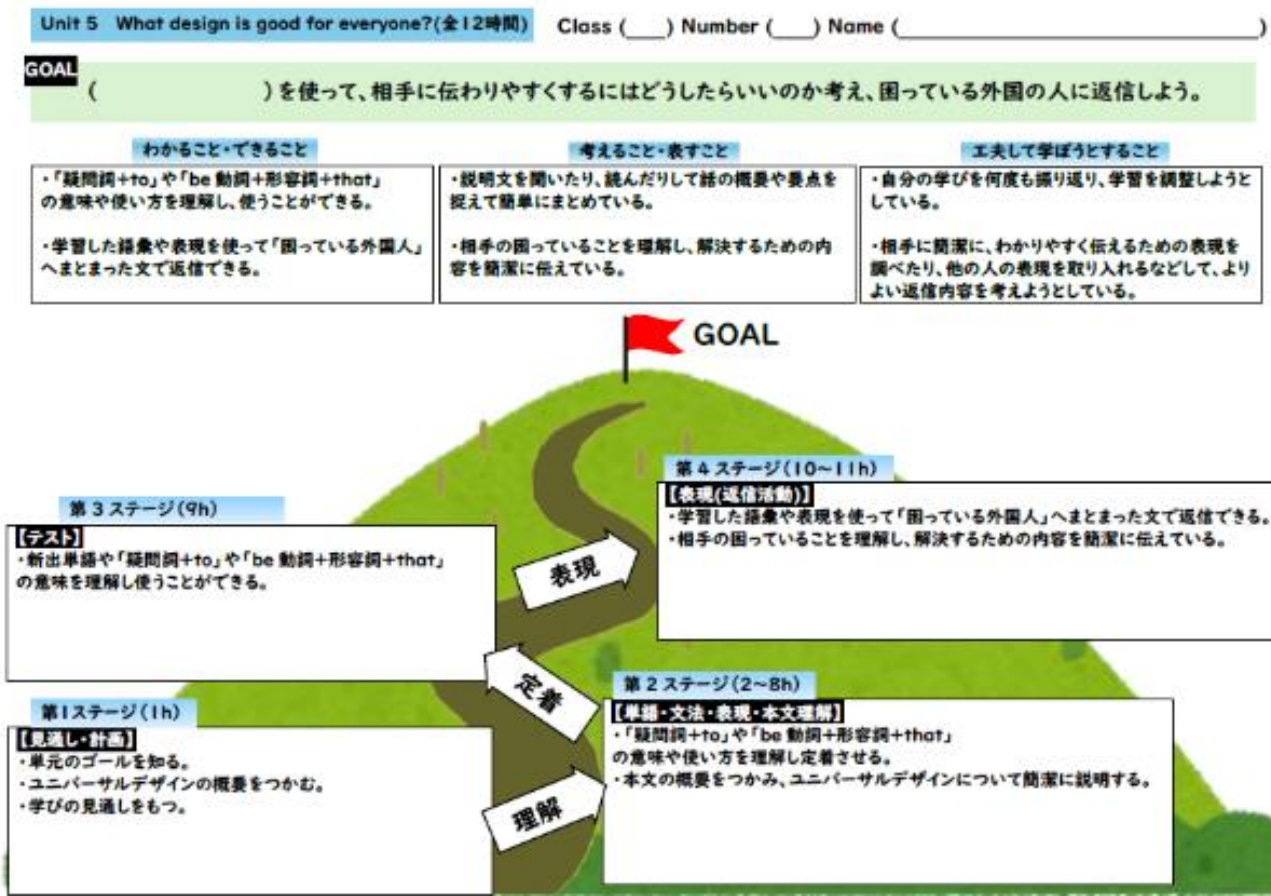 Unit 5 What design is good for everyone?(全12時間) Class (___) Number (___) Name (______________________________)
GOAL
( )を使って、相手に伝わりやすくするにはどうしたらいいのか考え、困っている外国の人に返信しよう。
わかること・できること
・「疑問詞+to」や「be 動詞+形容詞+that」
の意味や使い方を理解し、使うことができる。
・学習した語彙や表現を使って「困っている外国人」
へまとまった文で返信できる。
考えること・表すこと
・説明文を聞いたり、読んだりして話の概要や要点を
捉えて簡単にまとめている。
・相手の困っていることを理解し、解決するための内
容を簡潔に伝えている。
工夫して学ぼうとすること
・自分の学びを何度も振り返り、学習を調整しようと
している。
・相手に簡潔に、わかりやすく伝えるための表現を
調べたり、他の人の表現を取り入れるなどして、より
よい返信内容を考えようとしている。
GOAL
第4ステージ(10~11h)
【表現(返信活動)】
・学習した語彙や表現を使って「困っている外国人」へまとまった文で返信できる。
・相手の困っていることを理解し、解決するための内容を簡潔に伝えている。
第3ステージ(9h)
【テスト】
・新出単語や「疑問詞+to」や「be 動詞+形容詞+that」
の意味を理解し使うことができる。
表現
定着
第2ステージ(2~8h)
【単語・文法・表現・本文理解】
・「疑問詞+to」や「be 動詞+形容詞+that」
の意味や使い方を理解し定着させる。
・本文の概要をつかみ、ユニバーサルデザインについて簡潔に説明する。
第1ステージ(1h)
【見通し・計画】
・単元のゴールを知る。
・ユニバーサルデザインの概要をつかむ。
・学びの見通しをもつ。
理解